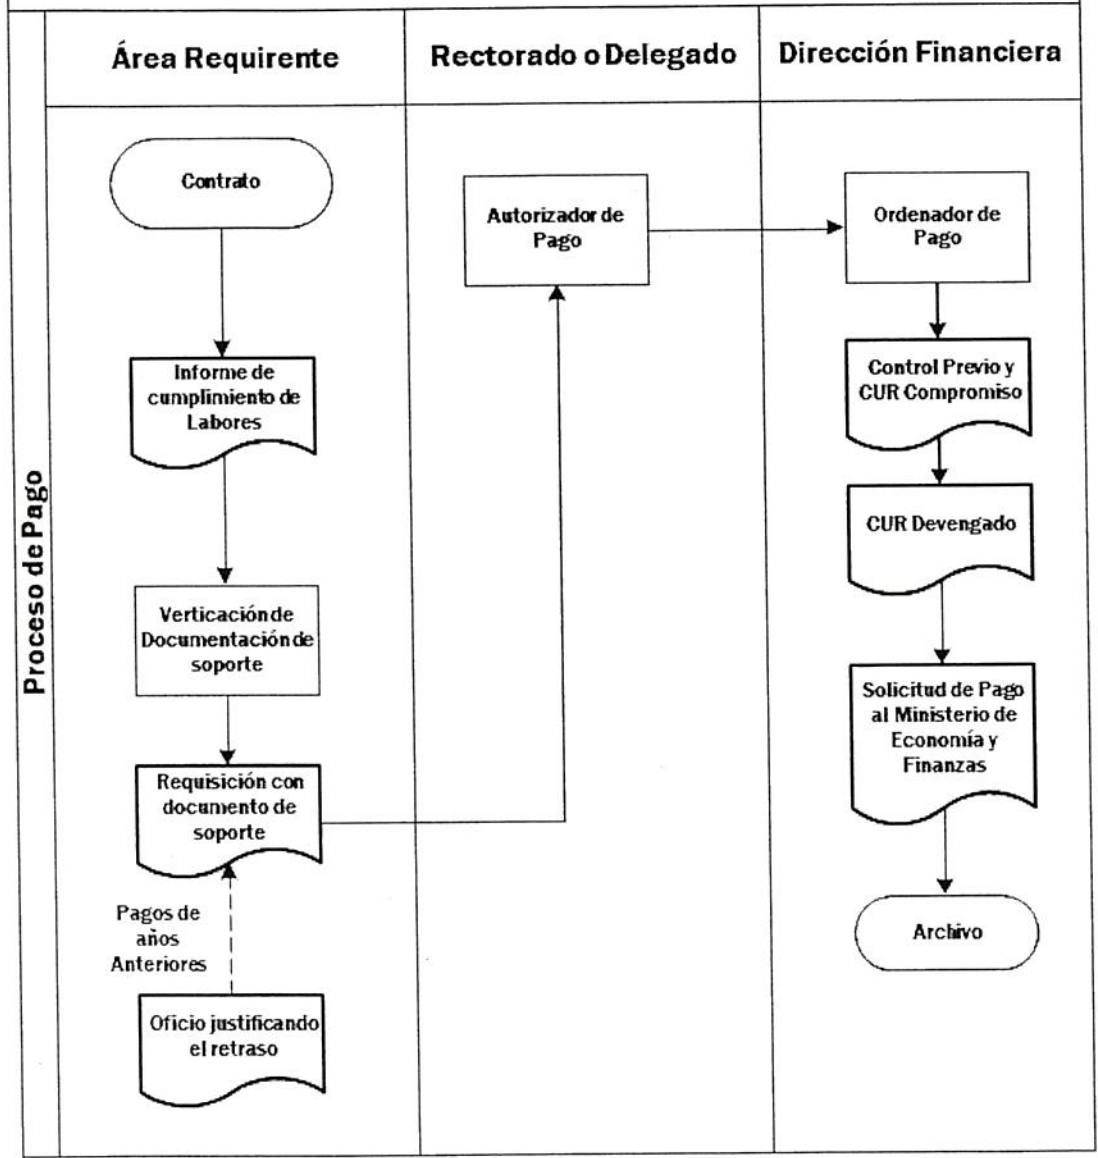 Área Requirente
Rectorado o Delegado
Dirección Financiera
Proceso de Pago
Contrato
Informe de
cumplimiento de
Labores
Verticación de
Documentación de
soporte
Requisición con
documento de
soporte
Pagos de
años
Anteriores
Oficio justificando
el retraso
Autorizador de
Pago
Ordenador de
Pago
Control Previo y
CUR Compromiso
CUR Devengado
Solicitud de Pago
al Ministerio de
Economía y
Finanzas
Archivo